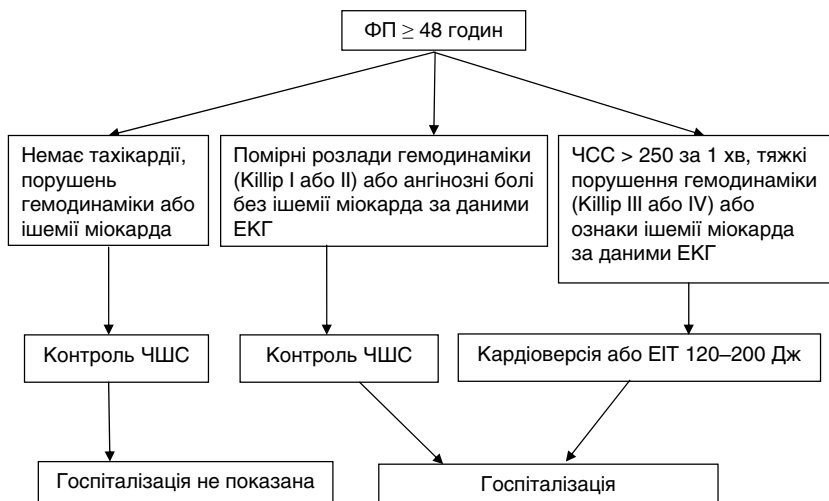 ФП ≥ 48 годин
Немає тахікардії,
порушень
гемодинаміки або
ішемії міокарда
Помірні розлади гемодинаміки
(Killip I або II) або ангінозні болі
без ішемії міокарда за даними
ЕКГ
ЧСС > 250 за 1 хв, тяжкі
порушення гемодинаміки
(Killip III або IV) або
ознаки ішемії міокарда
за даними ЕКГ
Контроль ЧШС
Контроль ЧШС
Кардіоверсія або ЕІТ 120–200 Дж
Госпіталізація не показана
Госпіталізація